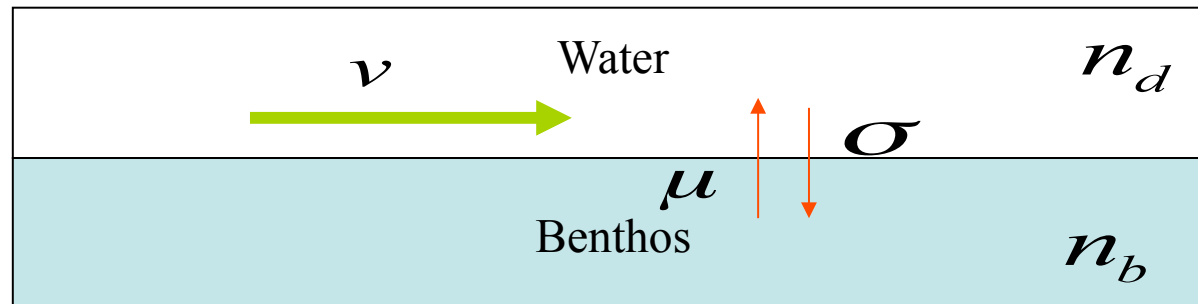 v
Water
n_d
σ
μ
Benthos
n_b